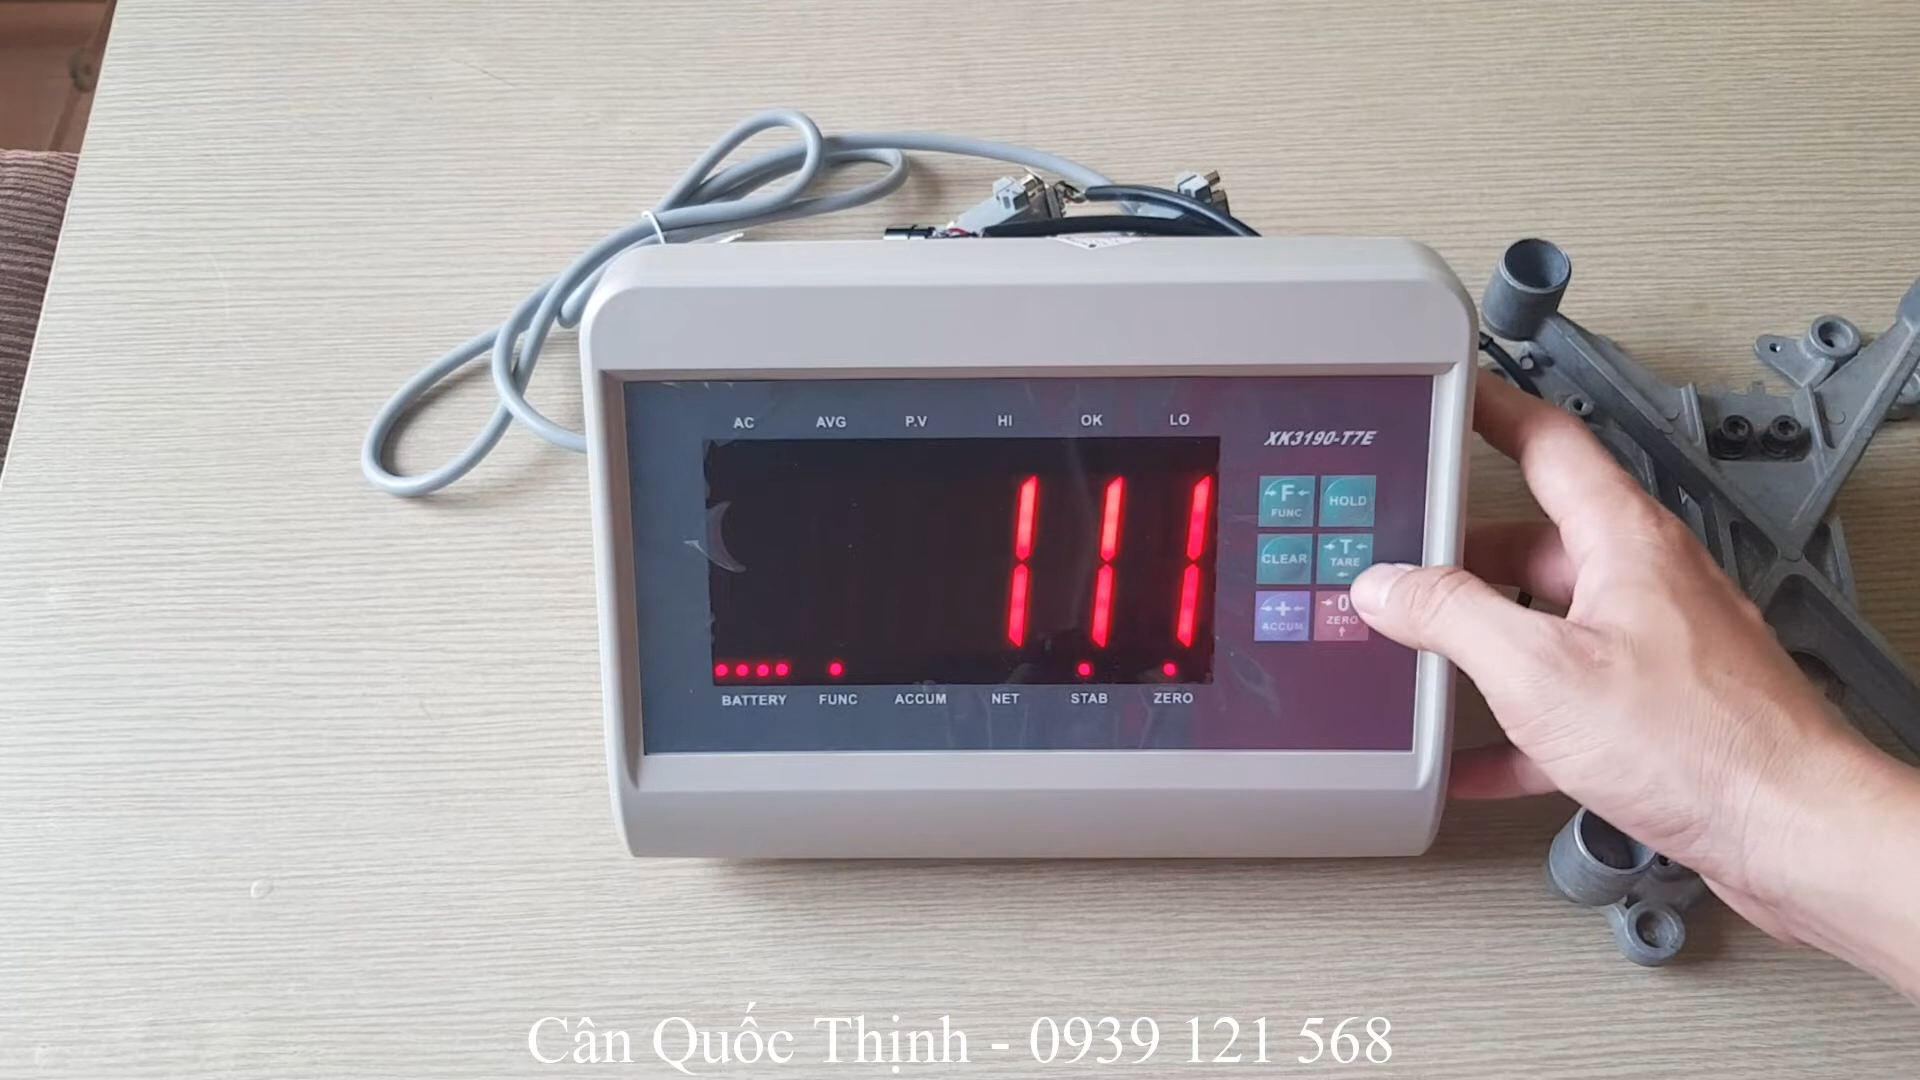 AC AVG P.V HI OK LO
XK3190-T7E
111
F
FUNC
HOLD
CLEAR
T
TARE
+
ACCUM
0
ZERO
BATTERY FUNC ACCUM NET STAB ZERO
Cân Quốc Thịnh - 0939 121 568